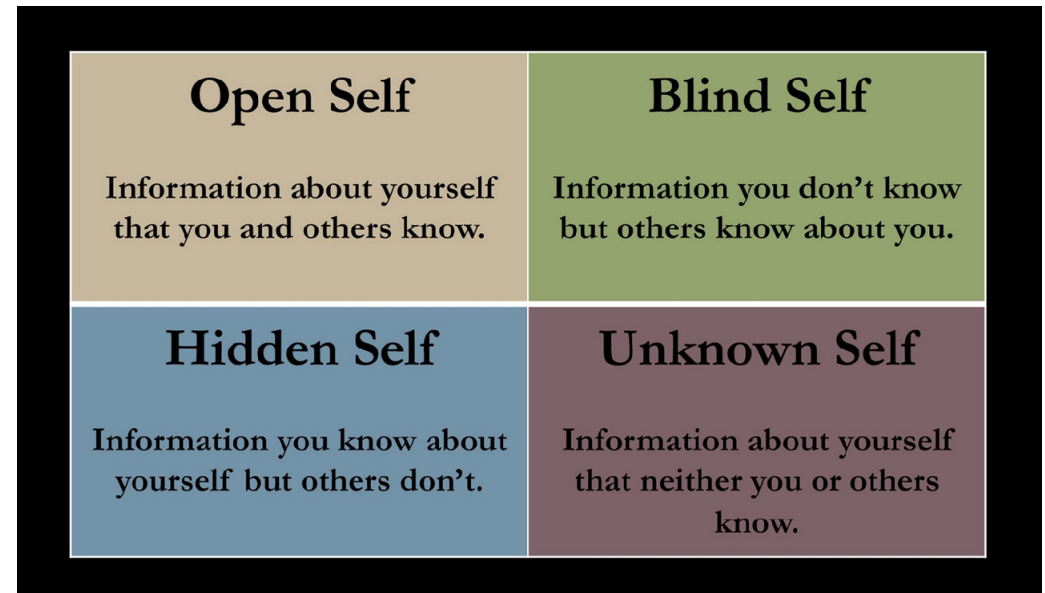 Open Self
Information about yourself
that you and others know.
Blind Self
Information you don't know
but others know about you.
Hidden Self
Information you know about
yourself but others don't.
Unknown Self
Information about yourself
that neither you or others
know.